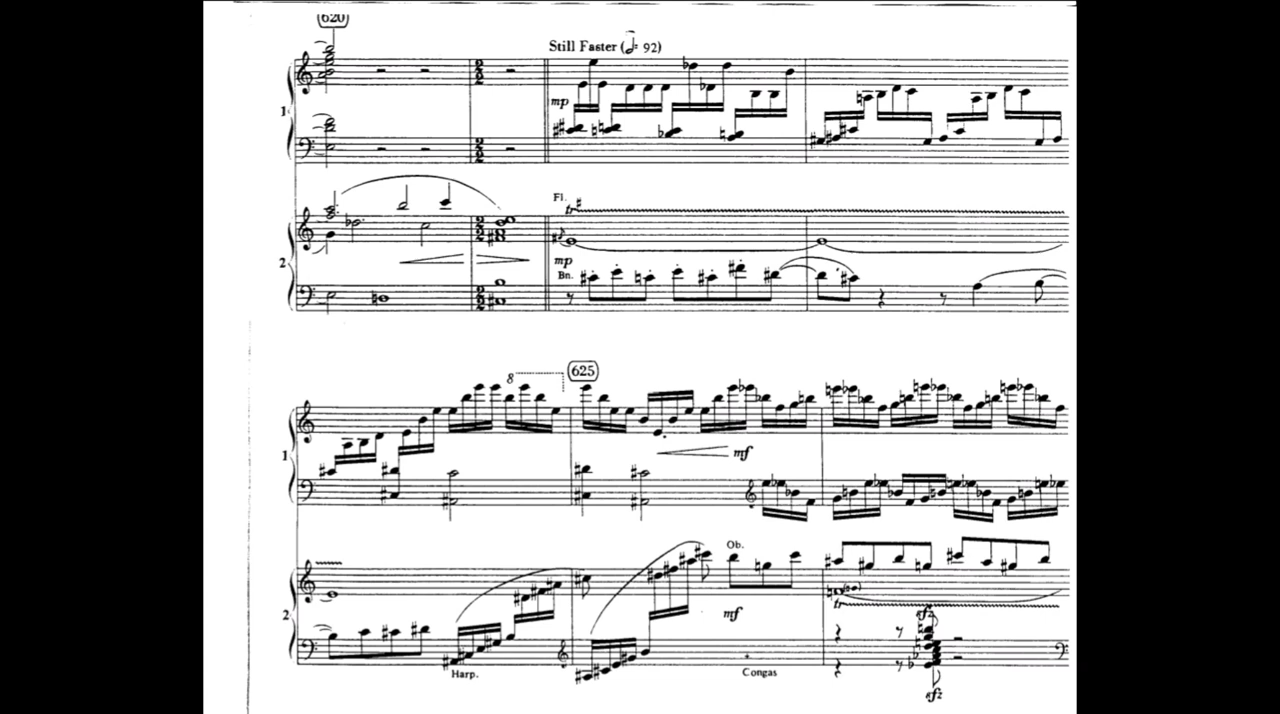 620
Still Faster (𝅗𝅥= 92)
1
mp
Fl.
tr
2
mp
Bn.
8
625
1
mf
Ob.
2
mf
tr
sfz
Harp.
Congas
sfz